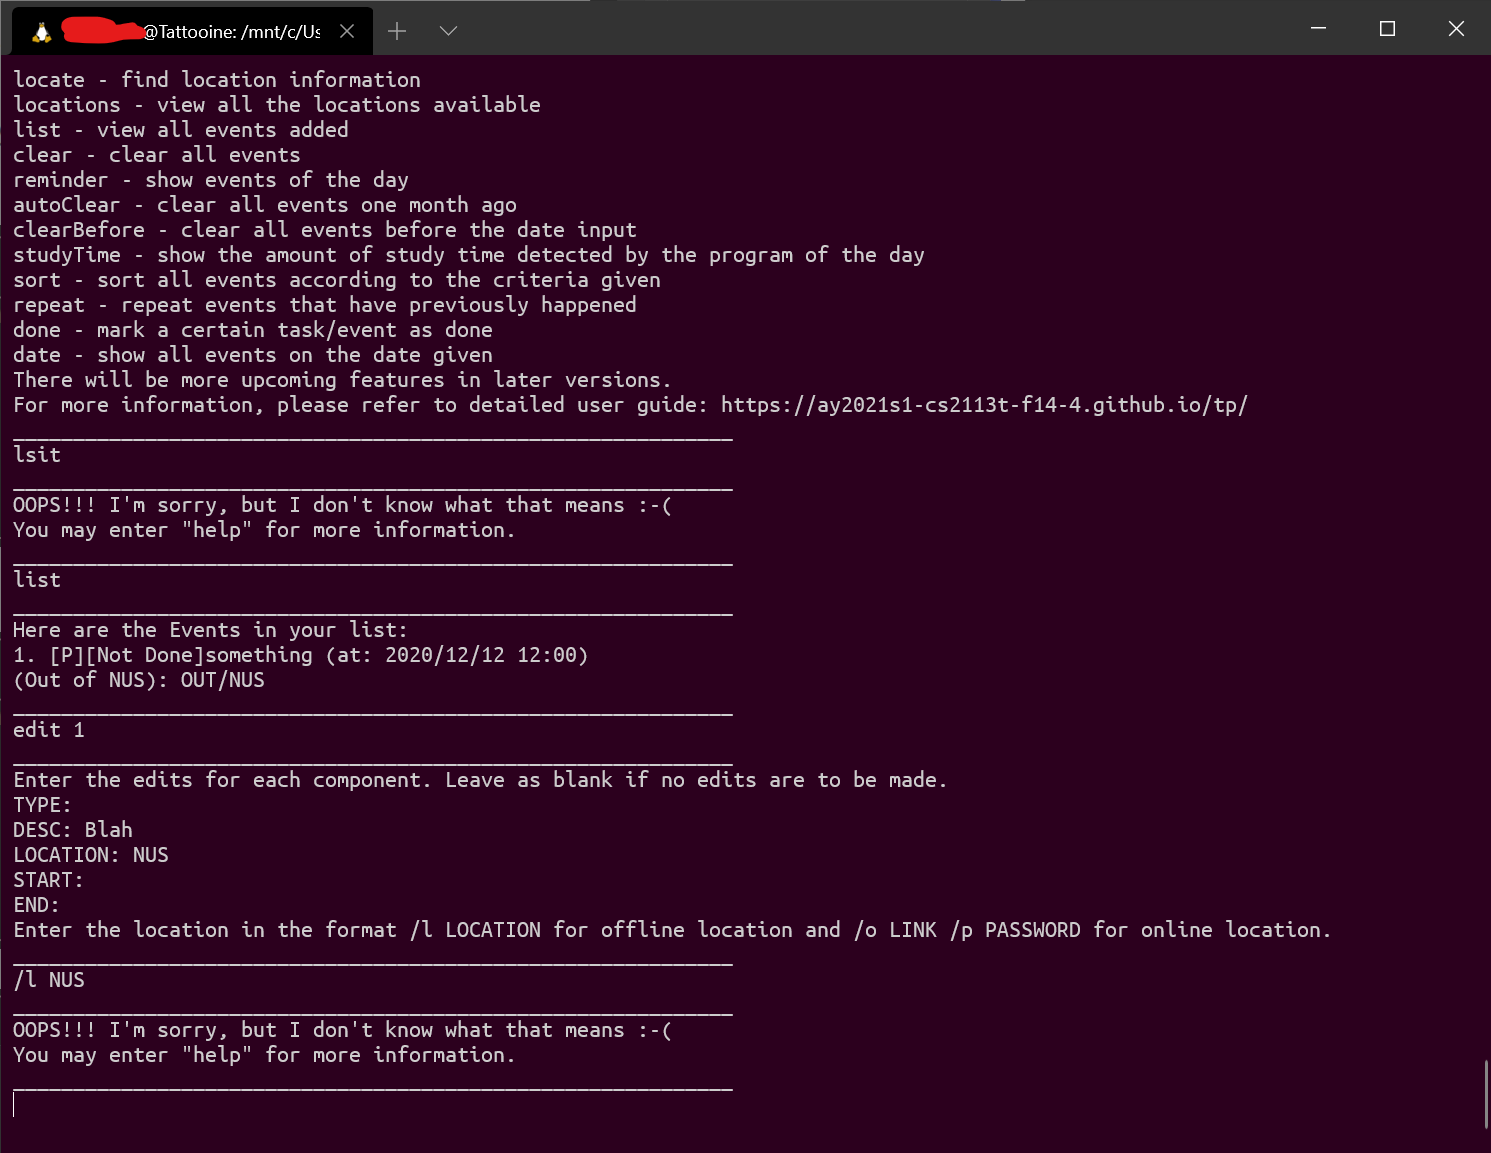 @Tattooine: /mnt/c/Us
locate - find location information
locations - view all the locations available
list - view all events added
clear - clear all events
reminder - show events of the day
autoClear - clear all events one month ago
clearBefore - clear all events before the date input
studyTime - show the amount of study time detected by the program of the day
sort - sort all events according to the criteria given
repeat - repeat events that have previously happened
done - mark a certain task/event as done
date - show all events on the date given
There will be more upcoming features in later versions.
For more information, please refer to detailed user guide: https://ay2021s1-cs2113t-f14-4.github.io/tp/
____________________________________________________________
lsit
____________________________________________________________
OOPS!!! I'm sorry, but I don't know what that means :-(
You may enter "help" for more information.
____________________________________________________________
list
____________________________________________________________
Here are the Events in your list:
1. [P][Not Done]something (at: 2020/12/12 12:00)
(Out of NUS): OUT/NUS
____________________________________________________________
edit 1
____________________________________________________________
Enter the edits for each component. Leave as blank if no edits are to be made.
TYPE:
DESC: Blah
LOCATION: NUS
START:
END:
Enter the location in the format /l LOCATION for offline location and /o LINK /p PASSWORD for online location.
____________________________________________________________
/l NUS
____________________________________________________________
OOPS!!! I'm sorry, but I don't know what that means :-(
You may enter "help" for more information.
____________________________________________________________